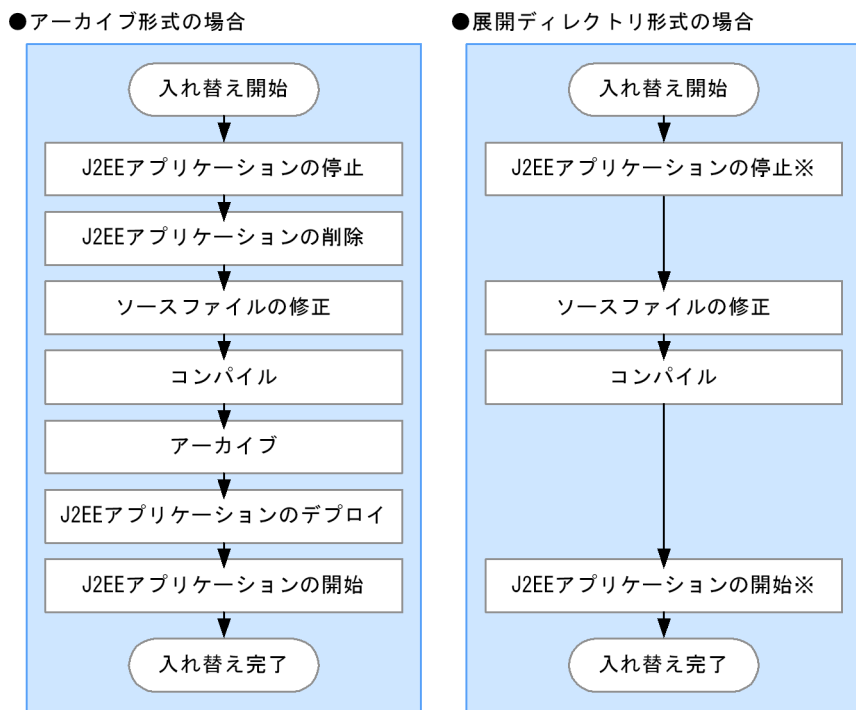 ●アーカイブ形式の場合
入れ替え開始
J2EEアプリケーションの停止
J2EEアプリケーションの削除
ソースファイルの修正
コンパイル
アーカイブ
J2EEアプリケーションのデプロイ
J2EEアプリケーションの開始
入れ替え完了
●展開ディレクトリ形式の場合
入れ替え開始
J2EEアプリケーションの停止※
ソースファイルの修正
コンパイル
J2EEアプリケーションの開始※
入れ替え完了